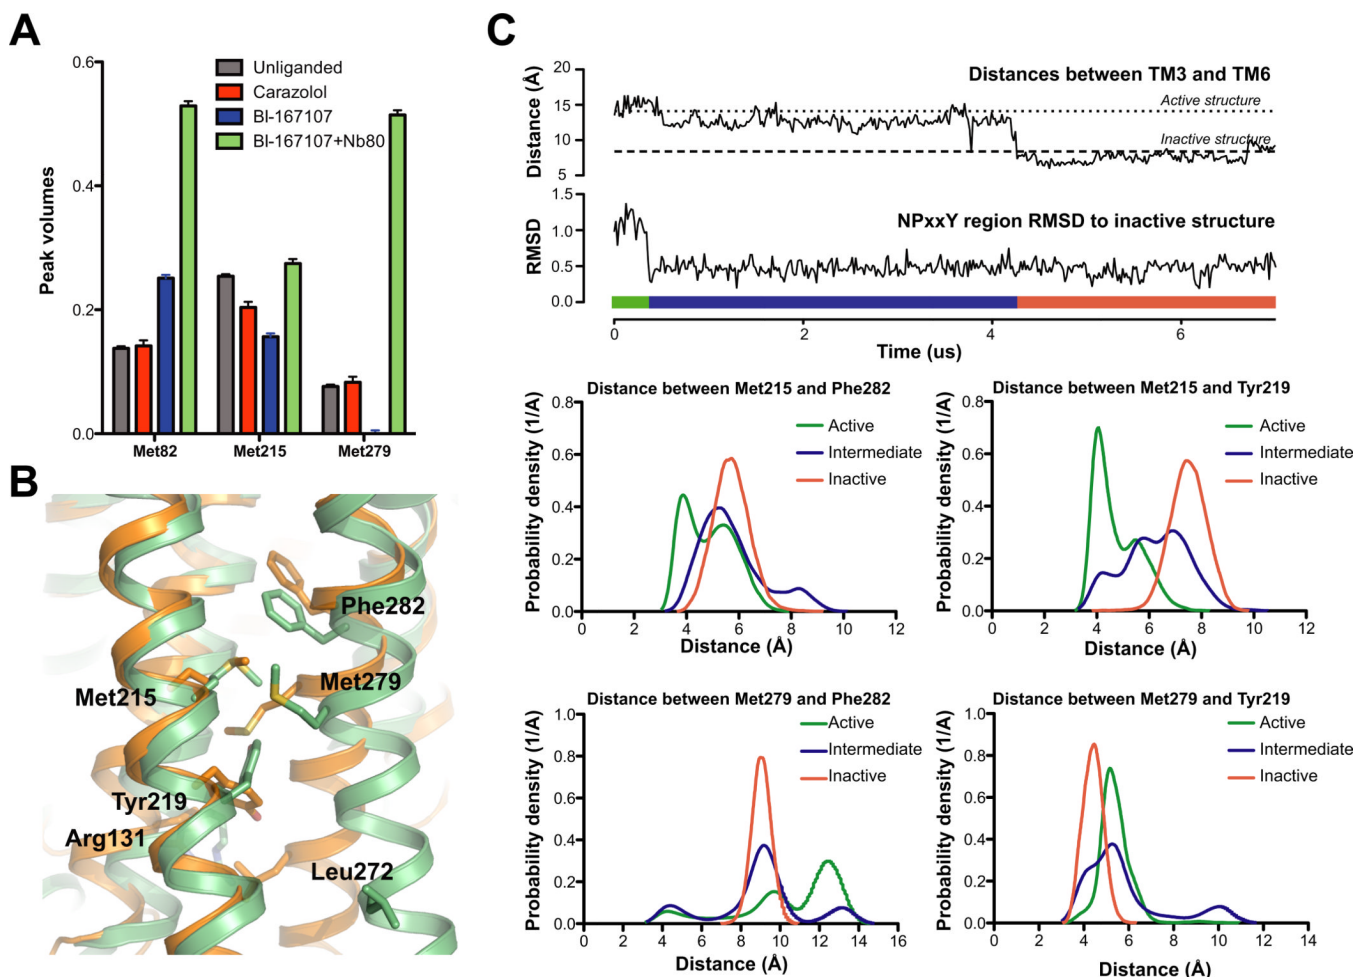 A
0.6
0.4
0.2
0.0
Peak volumes
Unliganded
Carazolol
BI-167107
BI-167107+Nb80
Met82 Met215 Met279
B
Phe282
Met215
Met279
Tyr219
Arg131
Leu272
C
Distances between TM3 and TM6
Distance (Å)
20
15
10
5
Active structure
Inactive structure
NPxxY region RMSD to inactive structure
RMSD
1.5
1.0
0.5
0.0
0 2 4 6
Time (us)
Distance between Met215 and Phe282
Probability density (1/A)
0.8
0.6
0.4
0.2
0.0
Active
Intermediate
Inactive
0 2 4 6 8 10 12
Distance (Å)
Distance between Met215 and Tyr219
Probability density (1/A)
0.8
0.6
0.4
0.2
0.0
Active
Intermediate
Inactive
0 2 4 6 8 10 12
Distance (Å)
Distance between Met279 and Phe282
Probability density (1/A)
1.0
0.8
0.6
0.4
0.2
0.0
Active
Intermediate
Inactive
0 2 4 6 8 10 12 14 16
Distance (Å)
Distance between Met279 and Tyr219
Probability density (1/A)
1.0
0.8
0.6
0.4
0.2
0.0
Active
Intermediate
Inactive
0 2 4 6 8 10 12 14
Distance (Å)